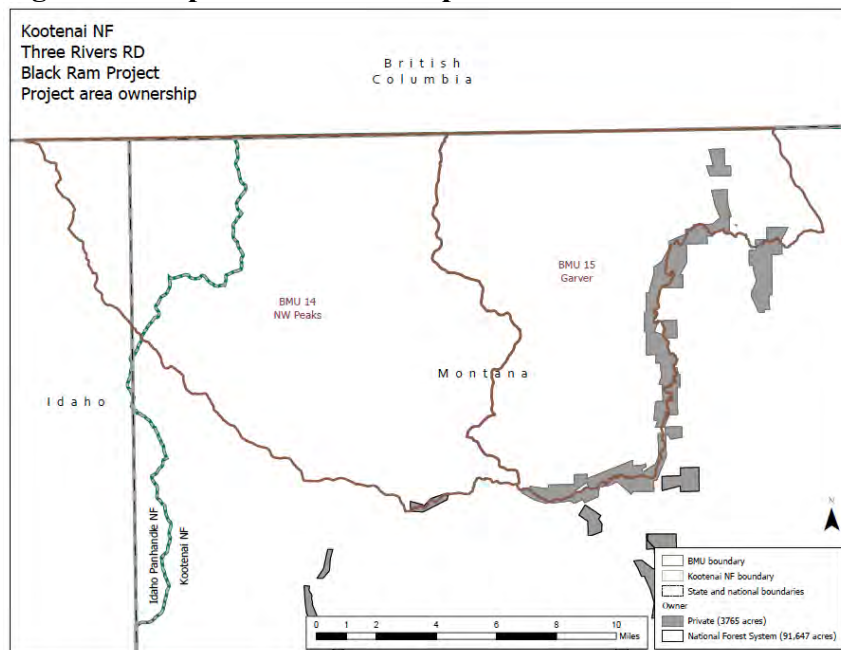 Kootenai NF
Three Rivers RD
Black Ram Project
Project area ownership
British
Columbia
BMU 14
NW Peaks
BMU 15
Garver
Montana
Idaho
Idaho Panhandle NF
Kootenai NF
N
0 1 2 4 6 8 10
Miles
BMU boundary
Kootenai NF boundary
State and national boundaries
Owner
Private (3765 acres)
National Forest System (91,647 acres)